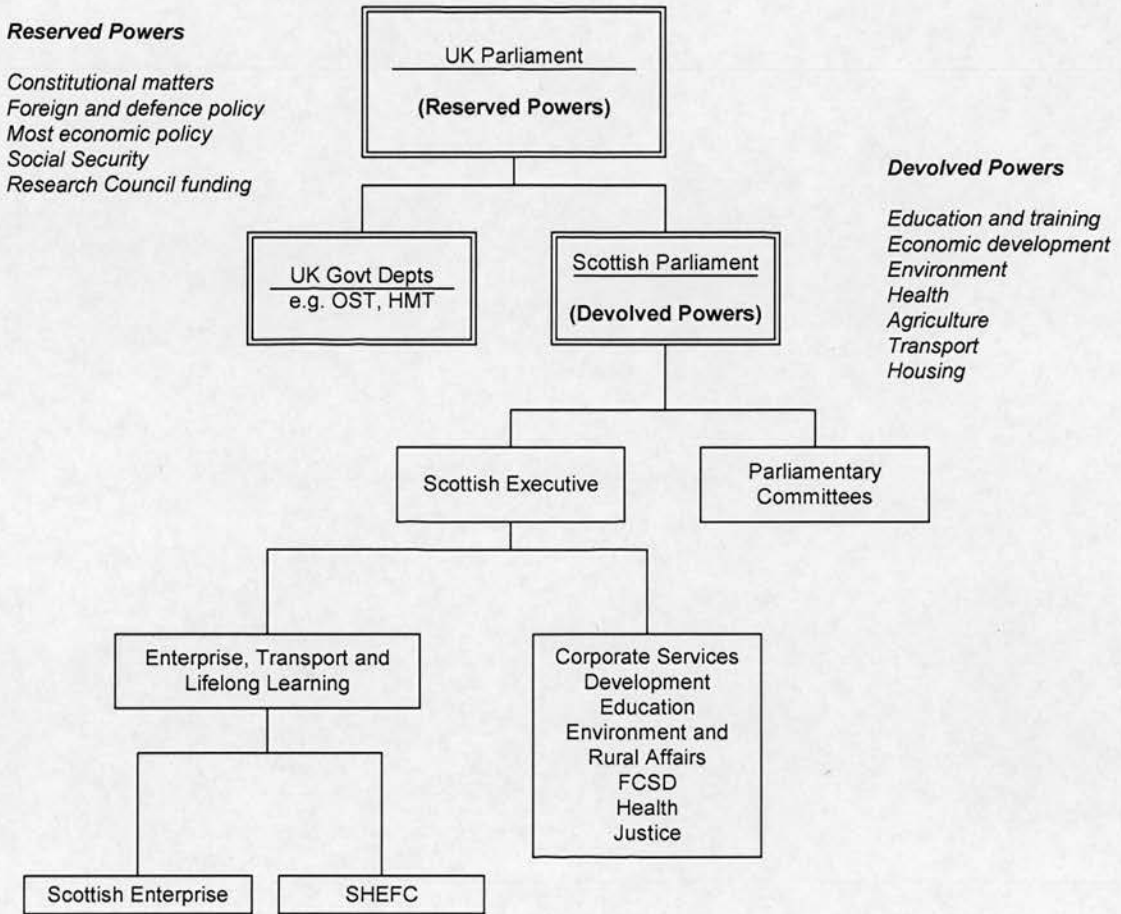 Reserved Powers
Constitutional matters
Foreign and defence policy
Most economic policy
Social Security
Research Council funding
UK Parliament
(Reserved Powers)
Devolved Powers
Education and training
Economic development
Environment
Health
Agriculture
Transport
Housing
UK Govt Depts
e.g. OST, HMT
Scottish Parliament
(Devolved Powers)
Scottish Executive
Parliamentary
Committees
Enterprise, Transport and
Lifelong Learning
Corporate Services
Development
Education
Environment and
Rural Affairs
FCSD
Health
Justice
Scottish Enterprise
SHEFC